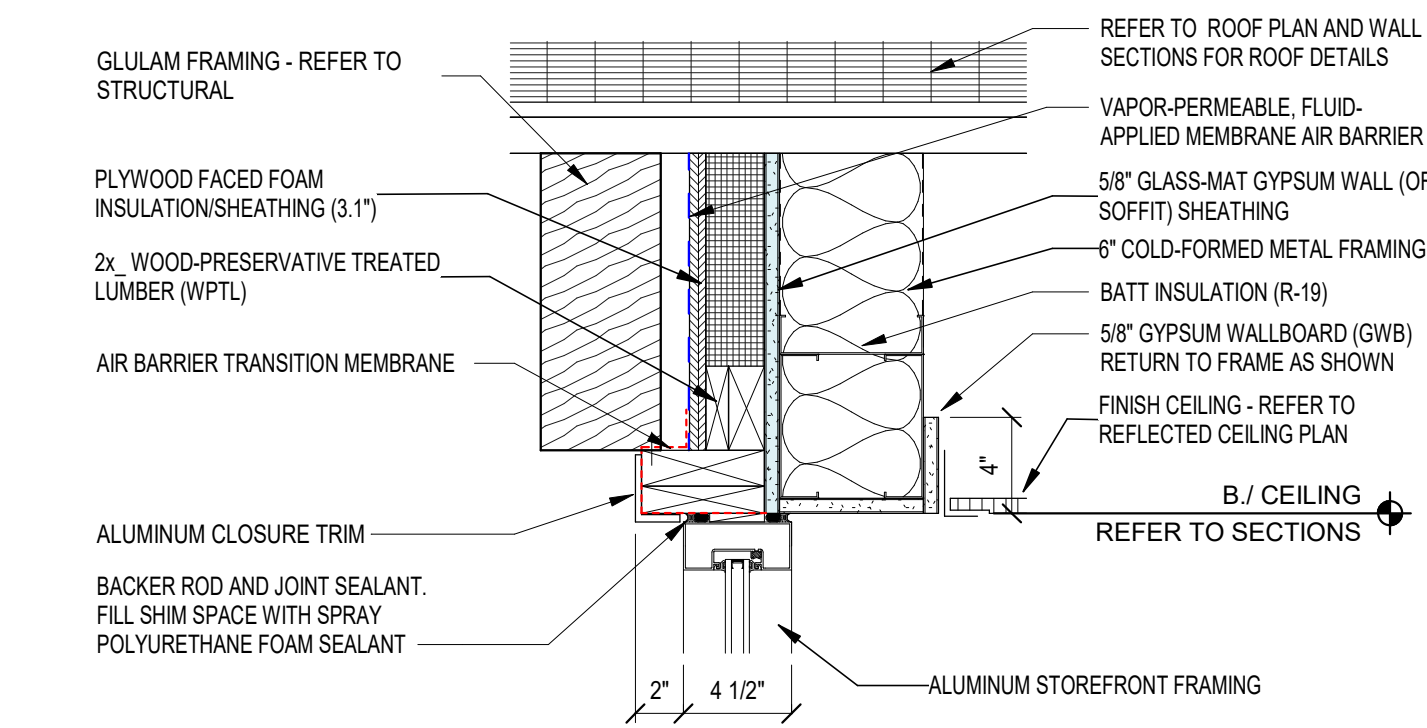 GLULAM FRAMING - REFER TO
STRUCTURAL
PLYWOOD FACED FOAM
INSULATION/SHEATHING (3.1")
2x_ WOOD-PRESERVATIVE TREATED
LUMBER (WPTL)
AIR BARRIER TRANSITION MEMBRANE
ALUMINUM CLOSURE TRIM
BACKER ROD AND JOINT SEALANT.
FILL SHIM SPACE WITH SPRAY
POLYURETHANE FOAM SEALANT
REFER TO ROOF PLAN AND WALL
SECTIONS FOR ROOF DETAILS
VAPOR-PERMEABLE, FLUID-
APPLIED MEMBRANE AIR BARRIER
5/8" GLASS-MAT GYPSUM WALL (OR
SOFFIT) SHEATHING
6" COLD-FORMED METAL FRAMING
BATT INSULATION (R-19)
5/8" GYPSUM WALLBOARD (GWB)
RETURN TO FRAME AS SHOWN
FINISH CEILING - REFER TO
REFLECTED CEILING PLAN
4"
B./ CEILING
REFER TO SECTIONS
ALUMINUM STOREFRONT FRAMING
2"
4 1/2"